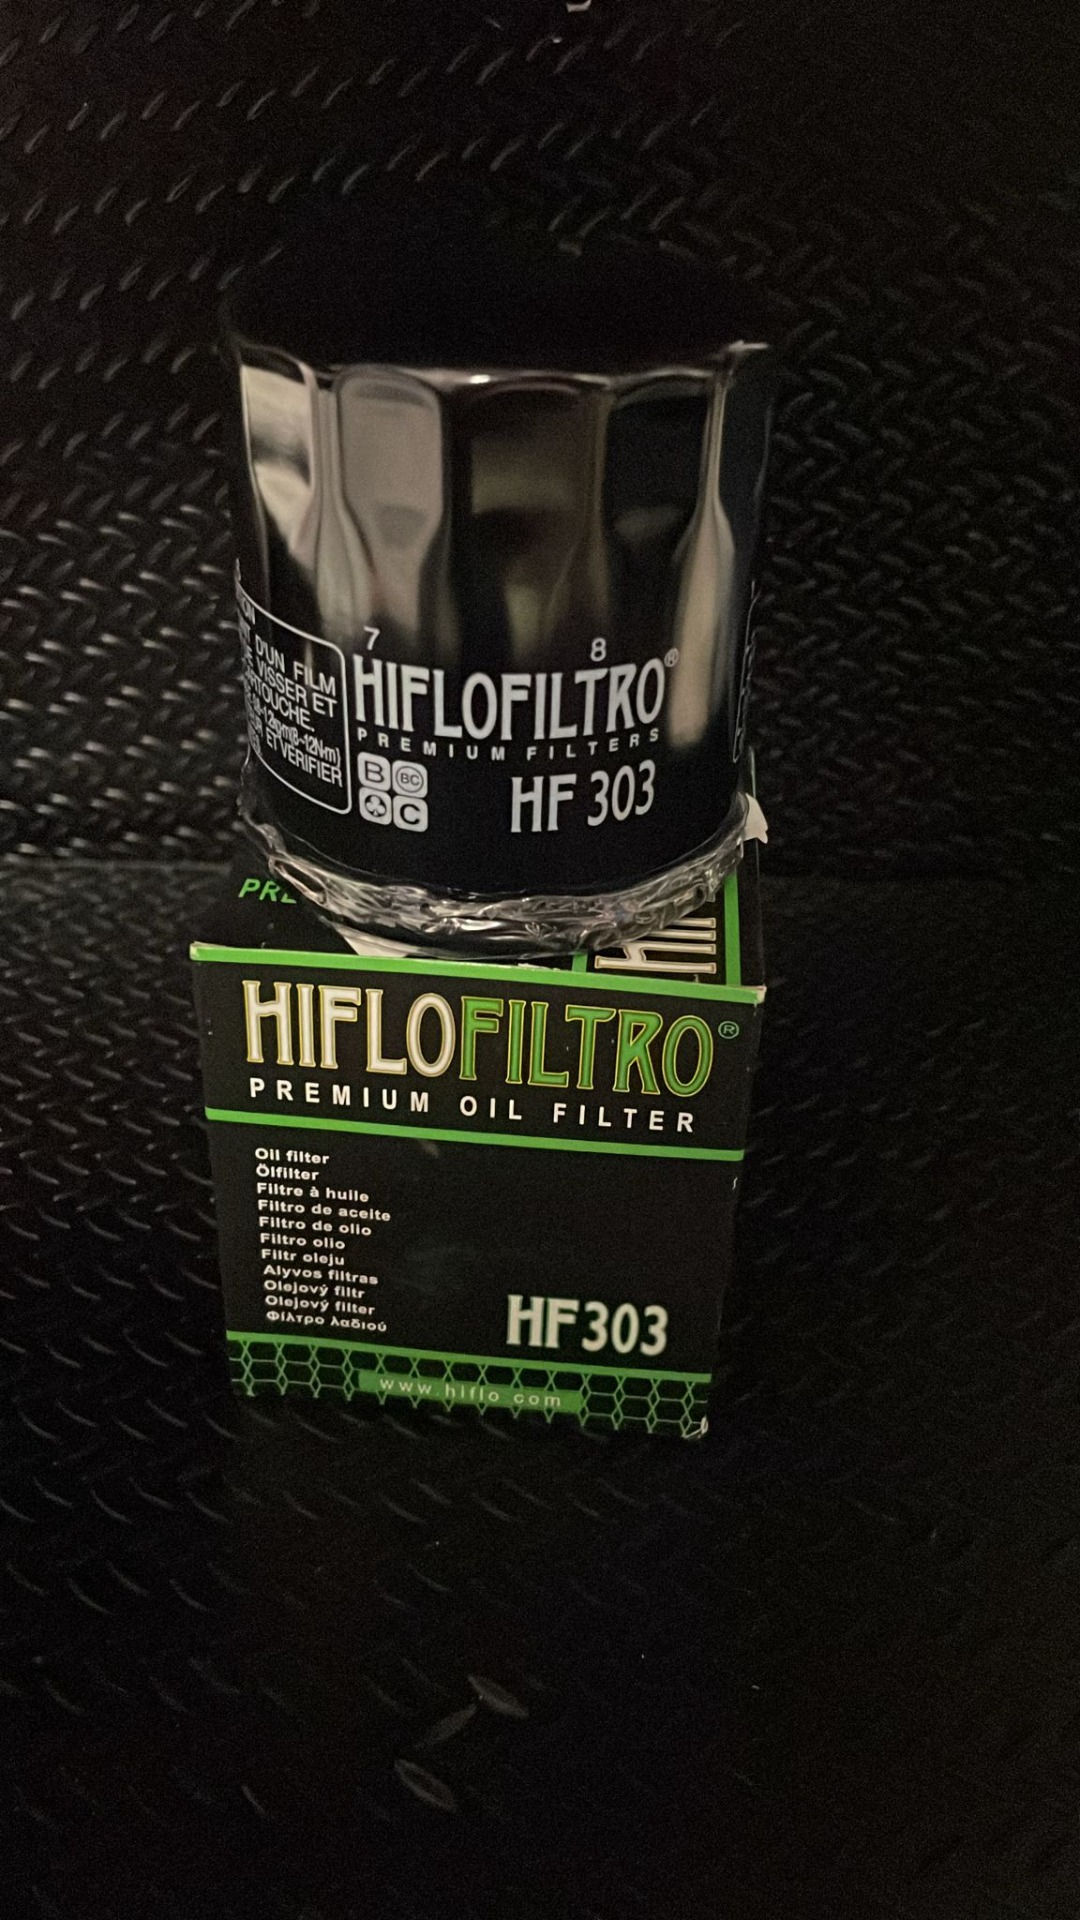 7 8
D'UN FILM
VISSER ET
CARTOUCHE.
ET VERIFIER
HIFLOFILTRO®
PREMIUM FILTERS
B BC
C
HF 303
HIFLOFILTRO®
PREMIUM OIL FILTER
Oil filter
Ölfilter
Filtre à huile
Filtro de aceite
Filtro de olio
Filtro olio
Filtr oleju
Alyvos filtras
Olejový filtr
Olejový filter
Φίλτρο λαδιού
HF303
www.hiflo.com